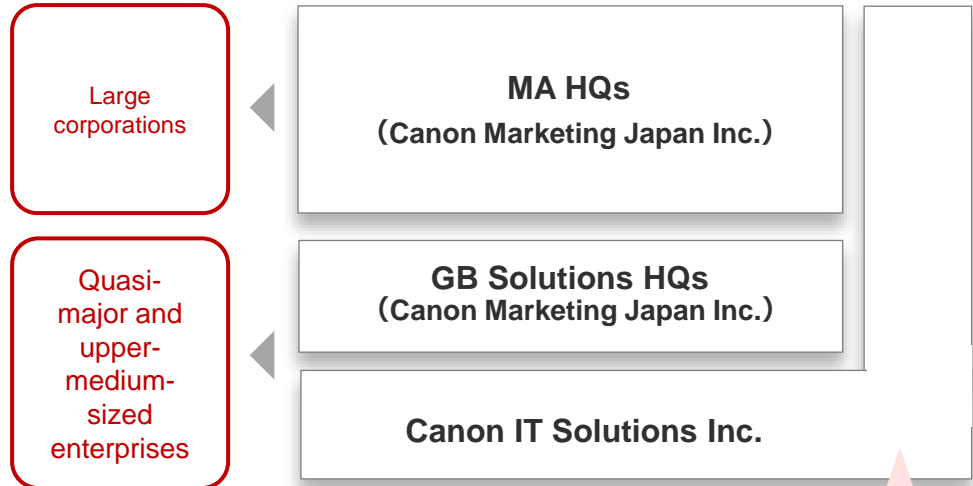 Large
corporations
MA HQs
（Canon Marketing Japan Inc.）
Quasi-
major and
upper-
medium-
sized
enterprises
GB Solutions HQs
（Canon Marketing Japan Inc.）
Canon IT Solutions Inc.